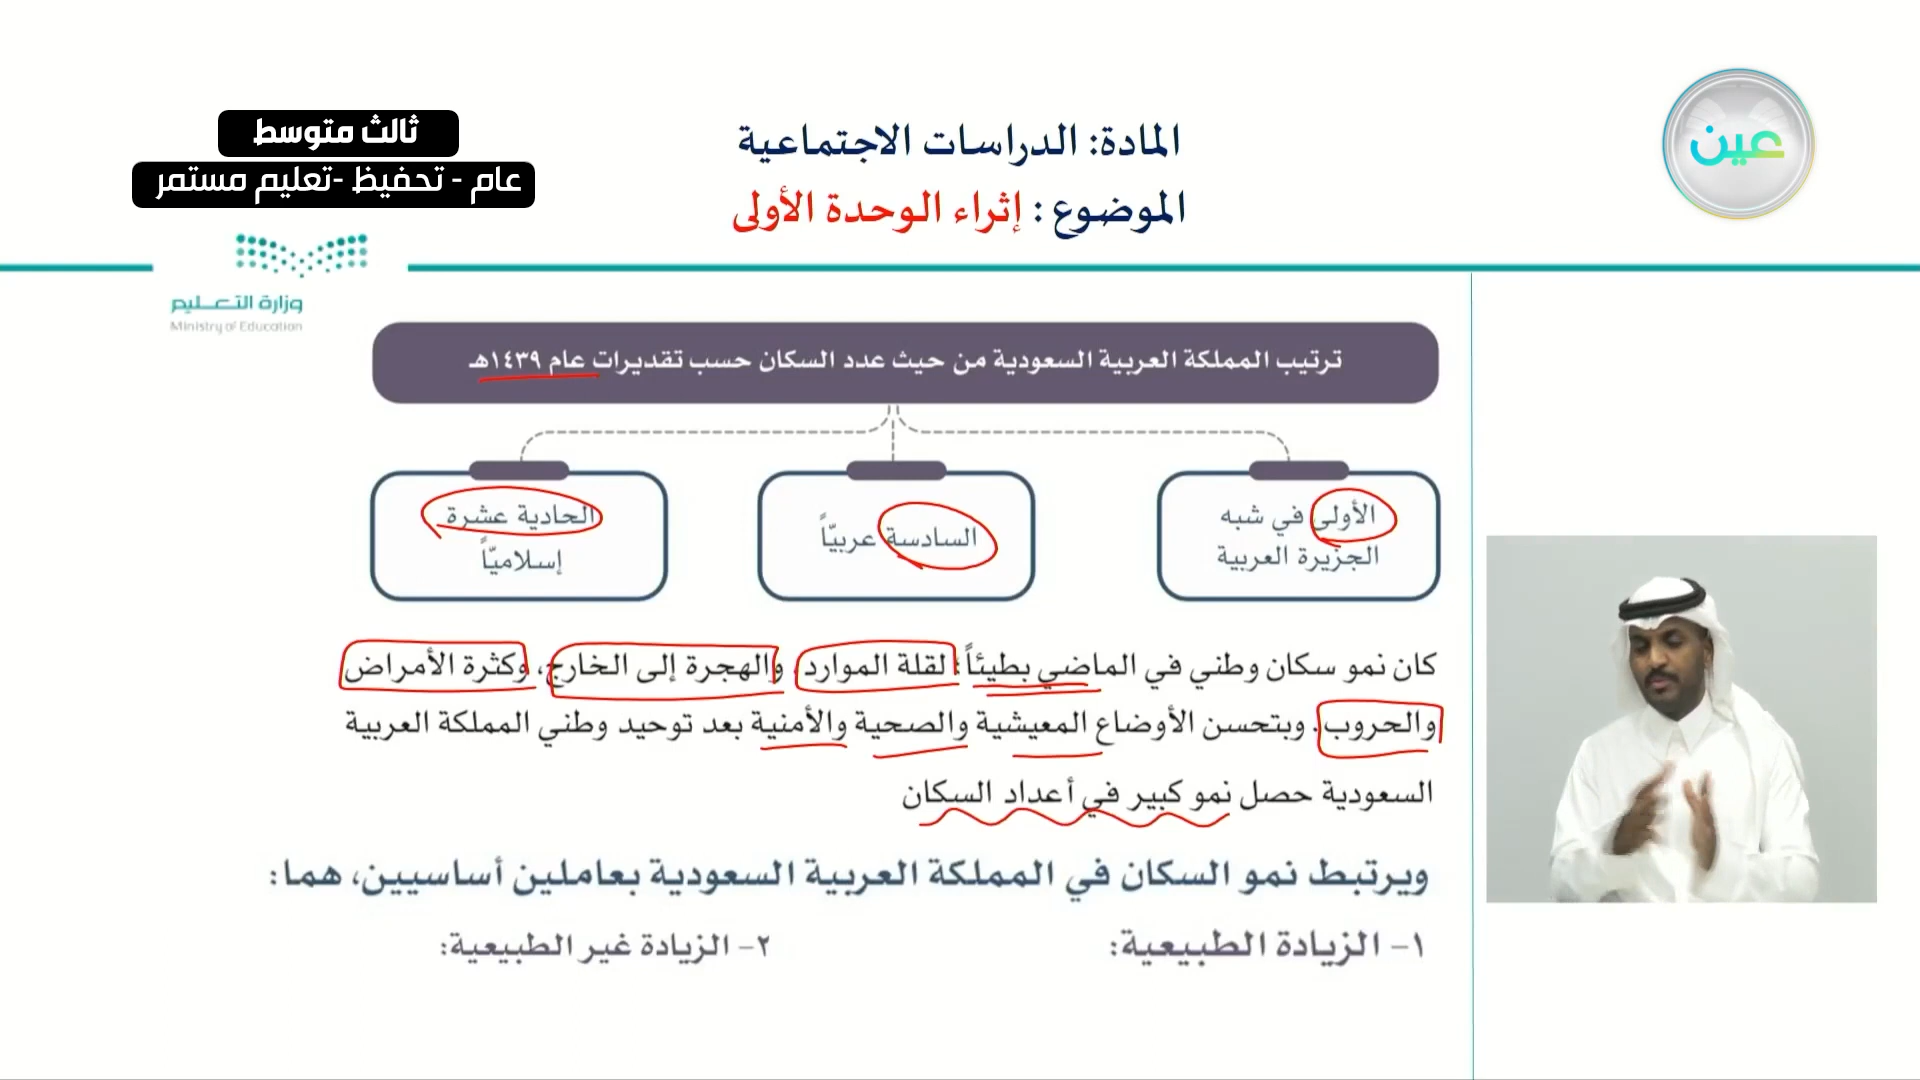 المادة: الدراسات الاجتماعية
الموضوع : إثراء الوحدة الأولى
عين
ثالث متوسط
عام - تحفيظ -تعليم مستمر
وزارة التعـليم
Ministry of Education
ترتيب المملكة العربية السعودية من حيث عدد السكان حسب تقديرات عام ١٤٣٩هـ
الأولى في شبه
الجزيرة العربية
السادسة عربيّاً
الحادية عشرة
إسلاميّاً
كان نمو سكان وطني في الماضي بطيئاً؛ لقلة الموارد، والهجرة إلى الخارج، وكثرة الأمراض
والحروب. وبتحسن الأوضاع المعيشية والصحية والأمنية بعد توحيد وطني المملكة العربية
السعودية حصل نمو كبير في أعداد السكان
ويرتبط نمو السكان في المملكة العربية السعودية بعاملين أساسيين، هما:
١- الزيادة الطبيعية:
٢- الزيادة غير الطبيعية: